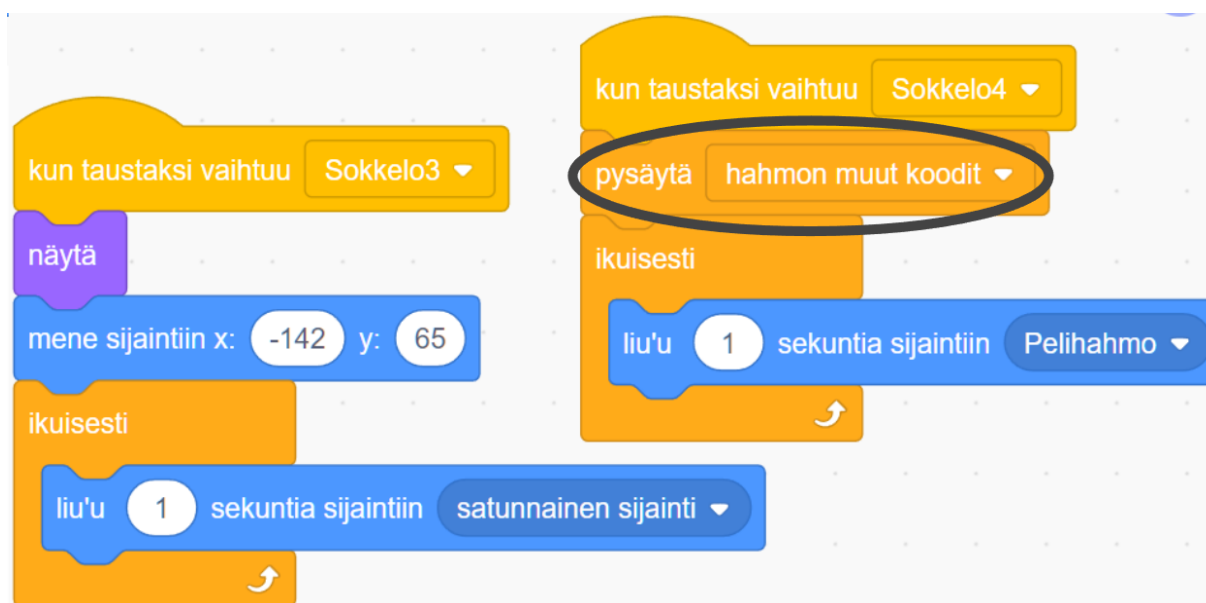 kun taustaksi vaihtuu Sokkelo3
näytä
mene sijaintiin x: -142 y: 65
ikuisesti
liu'u 1 sekuntia sijaintiin satunnainen sijainti
kun taustaksi vaihtuu Sokkelo4
pysäytä hahmon muut koodit
ikuisesti
liu'u 1 sekuntia sijaintiin Pelihahmo